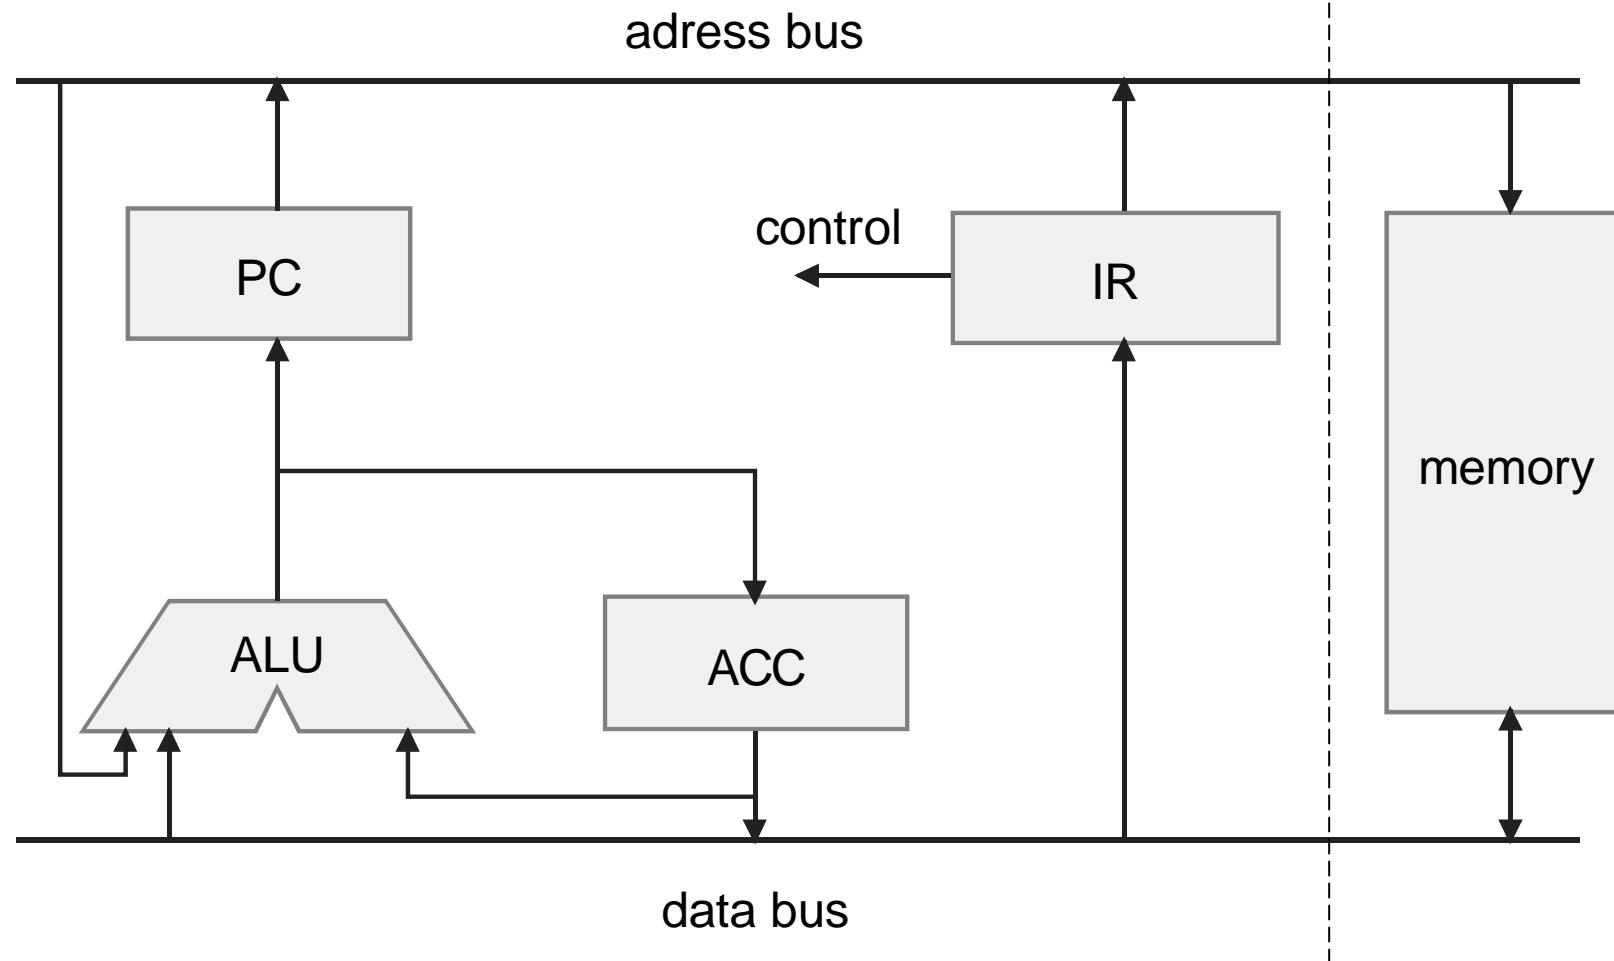 adress bus
control
PC
IR
memory
ALU
ACC
data bus